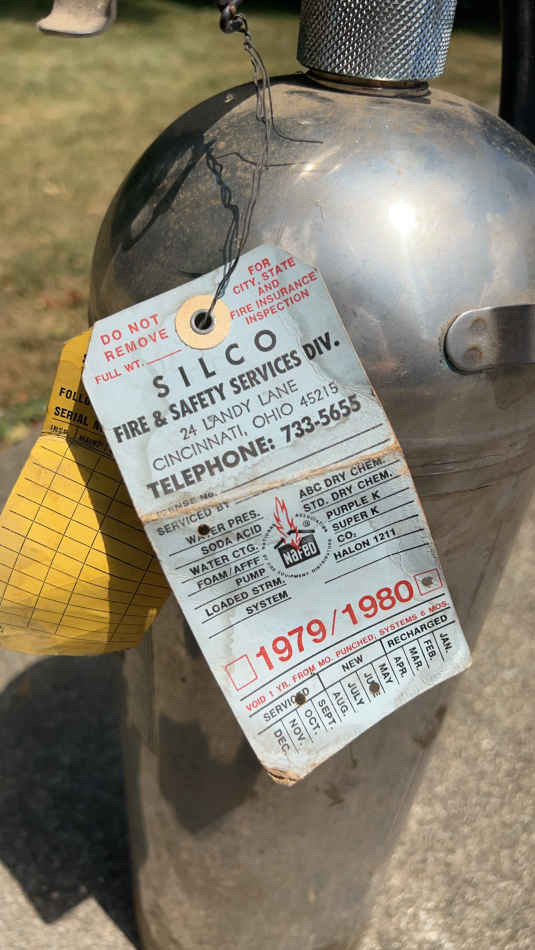 DO NOT
REMOVE
FULL WT.
FOR
CITY, STATE
AND
FIRE INSURANCE
INSPECTION
SILCO
FIRE & SAFETY SERVICES DIV.
24 LANDY LANE
CINCINNATI, OHIO 45215
TELEPHONE: 733-5655
LICENSE No.
SERVICED BY
WATER PRES.
SODA ACID
WATER CTG.
FOAM/AFFF
PUMP
LOADED STRM.
SYSTEM
NaFED
ABC DRY CHEM.
STD. DRY CHEM.
PURPLE K
SUPER K
CO₂
HALON 1211
1979/1980
VOID 1 YR. FROM MO. PUNCHED; SYSTEMS 6 MOS.
SERVICED
NEW
RECHARGED
DEC.
NOV.
OCT.
SEPT.
AUG.
JULY
MAY
APR.
MAR.
FEB.
JAN.
SERIAL